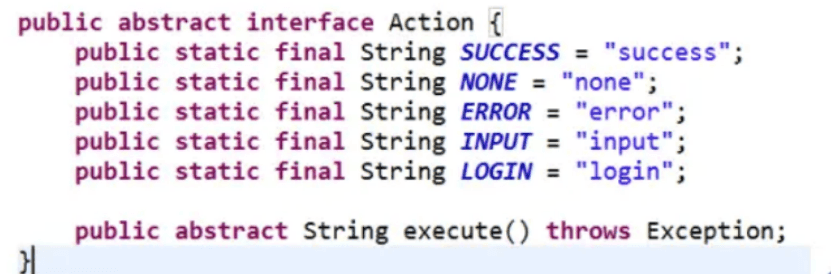 public abstract interface Action {
    public static final String SUCCESS = "success";
    public static final String NONE = "none";
    public static final String ERROR = "error";
    public static final String INPUT = "input";
    public static final String LOGIN = "login";
    public abstract String execute() throws Exception;
}